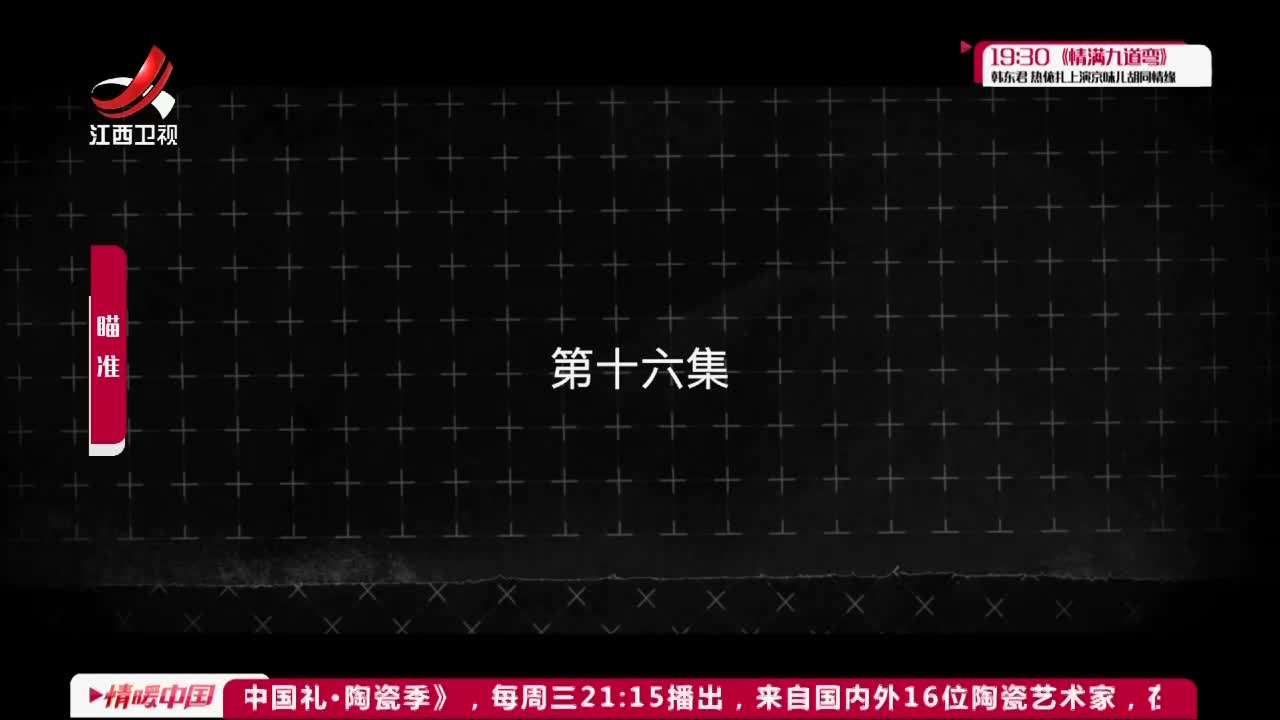 19:30《情满九道弯》
韩东君 热依扎上演京味儿胡同情缘
江西卫视
瞄准
第十六集
情暖中国
中国礼·陶瓷季》，每周三21:15播出，来自国内外16位陶瓷艺术家，在